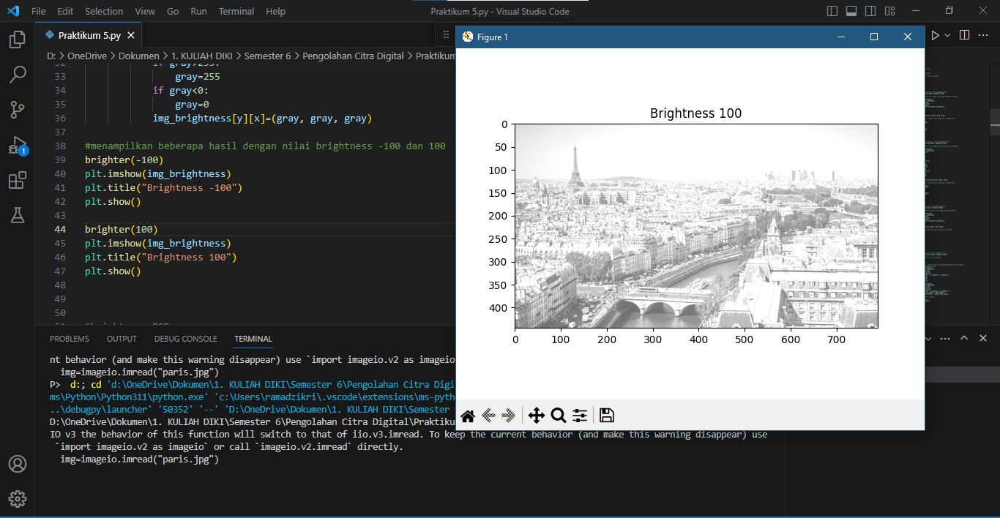 File Edit Selection View Go Run Terminal Help
Praktikum 5.py - Visual Studio Code
Praktikum 5.py
D: > OneDrive > Dokumen > 1. KULIAH DIKI > Semester 6 > Pengolahan Citra Digital > Praktikum
33 gray=255
34 if gray<0:
35 gray=0
36 img_brightness[y][x]=(gray, gray, gray)
37
38 #menampilkan beberapa hasil dengan nilai brightness -100 dan 100
39 brighter(-100)
40 plt.imshow(img_brightness)
41 plt.title("Brightness -100")
42 plt.show()
43
44 brighter(100)
45 plt.imshow(img_brightness)
46 plt.title("Brightness 100")
47 plt.show()
48
49
50
1
Figure 1
Brightness 100
0
50
100
150
200
250
300
350
400
0 100 200 300 400 500 600 700
PROBLEMS OUTPUT DEBUG CONSOLE TERMINAL
nt behavior (and make this warning disappear) use `import imageio.v2 as imageio
img=imageio.imread("paris.jpg")
P> d:; cd 'd:\OneDrive\Dokumen\1. KULIAH DIKI\Semester 6\Pengolahan Citra Digi
ms\Python\Python311\python.exe' 'c:\Users\ramadzikri\.vscode\extensions\ms-pyth
..\debugpy\launcher' '50352' '--' 'D:\OneDrive\Dokumen\1. KULIAH DIKI\Semester
D:\OneDrive\Dokumen\1. KULIAH DIKI\Semester 6\Pengolahan Citra Digital\Praktiku
IO v3 the behavior of this function will switch to that of iio.v3.imread. To keep the current behavior (and make this warning disappear) use
`import imageio.v2 as imageio` or call `imageio.v2.imread` directly.
img=imageio.imread("paris.jpg")